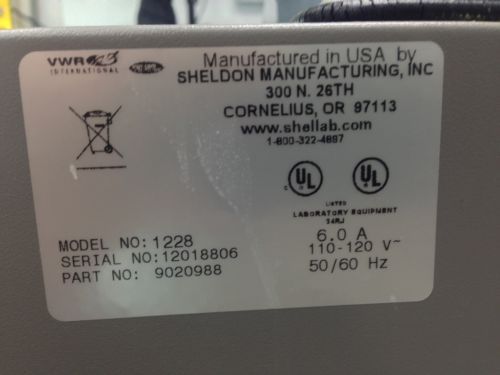 VWR
INTERNATIONAL
Manufactured in USA by
SHELDON MANUFACTURING, INC
300 N. 26TH
CORNELIUS, OR 97113
www.shellab.com
1-800-322-4897
UL UL
LISTED
LABORATORY EQUIPMENT
34RJ
MODEL NO: 1228
SERIAL NO: 12018806
PART NO: 9020988
6.0 A
110-120 V~
50/60 Hz